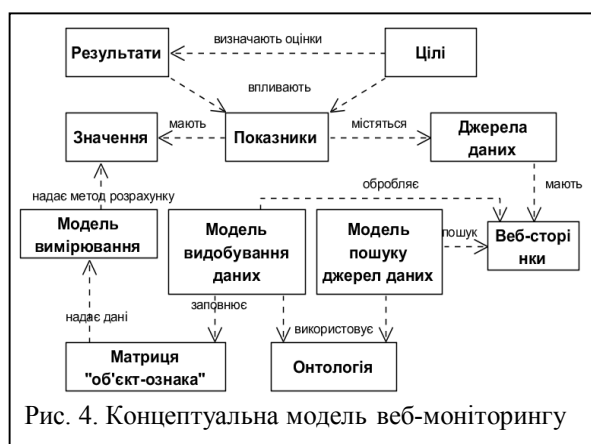 визначають оцінки
Результати
Цілі
впливають
Значення
мають
Показники
містяться
Джерела
даних
надає метод розрахунку
обробляє
мають
Модель
вимірювання
Модель
видобування
даних
Модель
пошуку
джерел даних
пошук
Веб-сторі
нки
надає дані
заповнює
використовує
Матриця
"об'єкт-ознака"
Онтологія
Рис. 4. Концептуальна модель веб-моніторингу